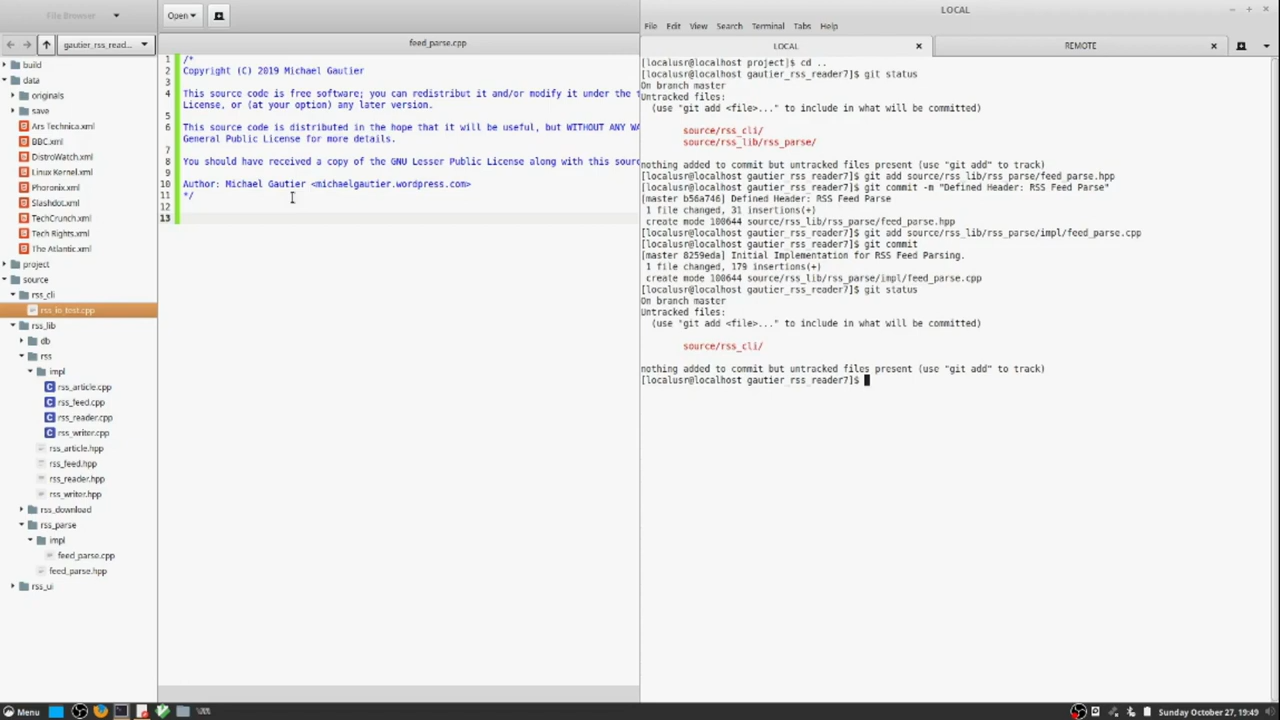 File Browser
Open
LOCAL
File Edit View Search Terminal Tabs Help
gautier_rss_read...
feed_parse.cpp
LOCAL
REMOTE
build
data
originals
save
Ars Technica.xml
BBC.xml
DistroWatch.xml
Linux Kernel.xml
Phoronix.xml
Slashdot.xml
TechCrunch.xml
Tech Rights.xml
The Atlantic.xml
project
source
rss_cli
rss_io_test.cpp
rss_lib
db
rss
impl
rss_article.cpp
rss_feed.cpp
rss_reader.cpp
rss_writer.cpp
rss_article.hpp
rss_feed.hpp
rss_reader.hpp
rss_writer.hpp
rss_download
rss_parse
impl
feed_parse.cpp
feed_parse.hpp
rss_ui
1 /*
2 Copyright (C) 2019 Michael Gautier
3
4 This source code is free software; you can redistribut it and/or modify it under the
License, or (at your option) any later version.
5
6 This source code is distributed in the hope that it will be useful, but WITHOUT ANY
General Public License for more details.
7
8 You should have received a copy of the GNU Lesser Public License along with this
9
10 Author: Michael Gautier <michaelgautier.wordpress.com>
11 */
12
13
[localusr@localhost project]$ cd ..
[localusr@localhost gautier_rss_reader7]$ git status
On branch master
Untracked files:
(use "git add <file>..." to include in what will be committed)
source/rss_cli/
source/rss_lib/rss_parse/
nothing added to commit but untracked files present (use "git add" to track)
[localusr@localhost gautier_rss_reader7]$ git add source/rss_lib/rss_parse/feed_parse.hpp
[localusr@localhost gautier_rss_reader7]$ git commit -m "Defined Header: RSS Feed Parse"
[master b56a746] Defined Header: RSS Feed Parse
1 file changed, 31 insertions(+)
create mode 100644 source/rss_lib/rss_parse/feed_parse.hpp
[localusr@localhost gautier_rss_reader7]$ git add source/rss_lib/rss_parse/impl/feed_parse.cpp
[localusr@localhost gautier_rss_reader7]$ git commit
[master 8259eda] Initial Implementation for RSS Feed Parsing.
1 file changed, 179 insertions(+)
create mode 100644 source/rss_lib/rss_parse/impl/feed_parse.cpp
[localusr@localhost gautier_rss_reader7]$ git status
On branch master
Untracked files:
(use "git add <file>..." to include in what will be committed)
source/rss_cli/
nothing added to commit but untracked files present (use "git add" to track)
[localusr@localhost gautier_rss_reader7]$
Menu
Sunday October 27, 19:49